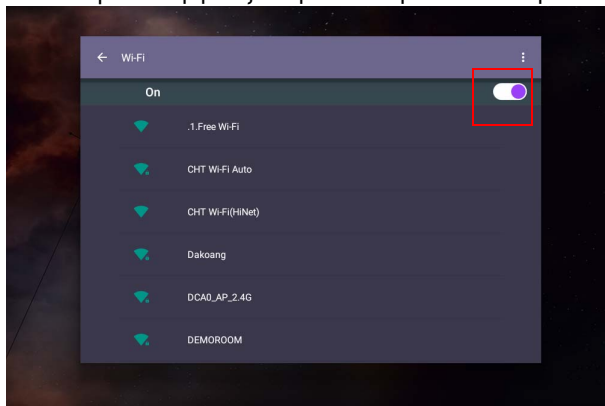 Wi-Fi
On
.1.Free Wi-Fi
CHT Wi-Fi Auto
CHT Wi-Fi(HiNet)
Dakoang
DCA0_AP_2.4G
DEMOROOM